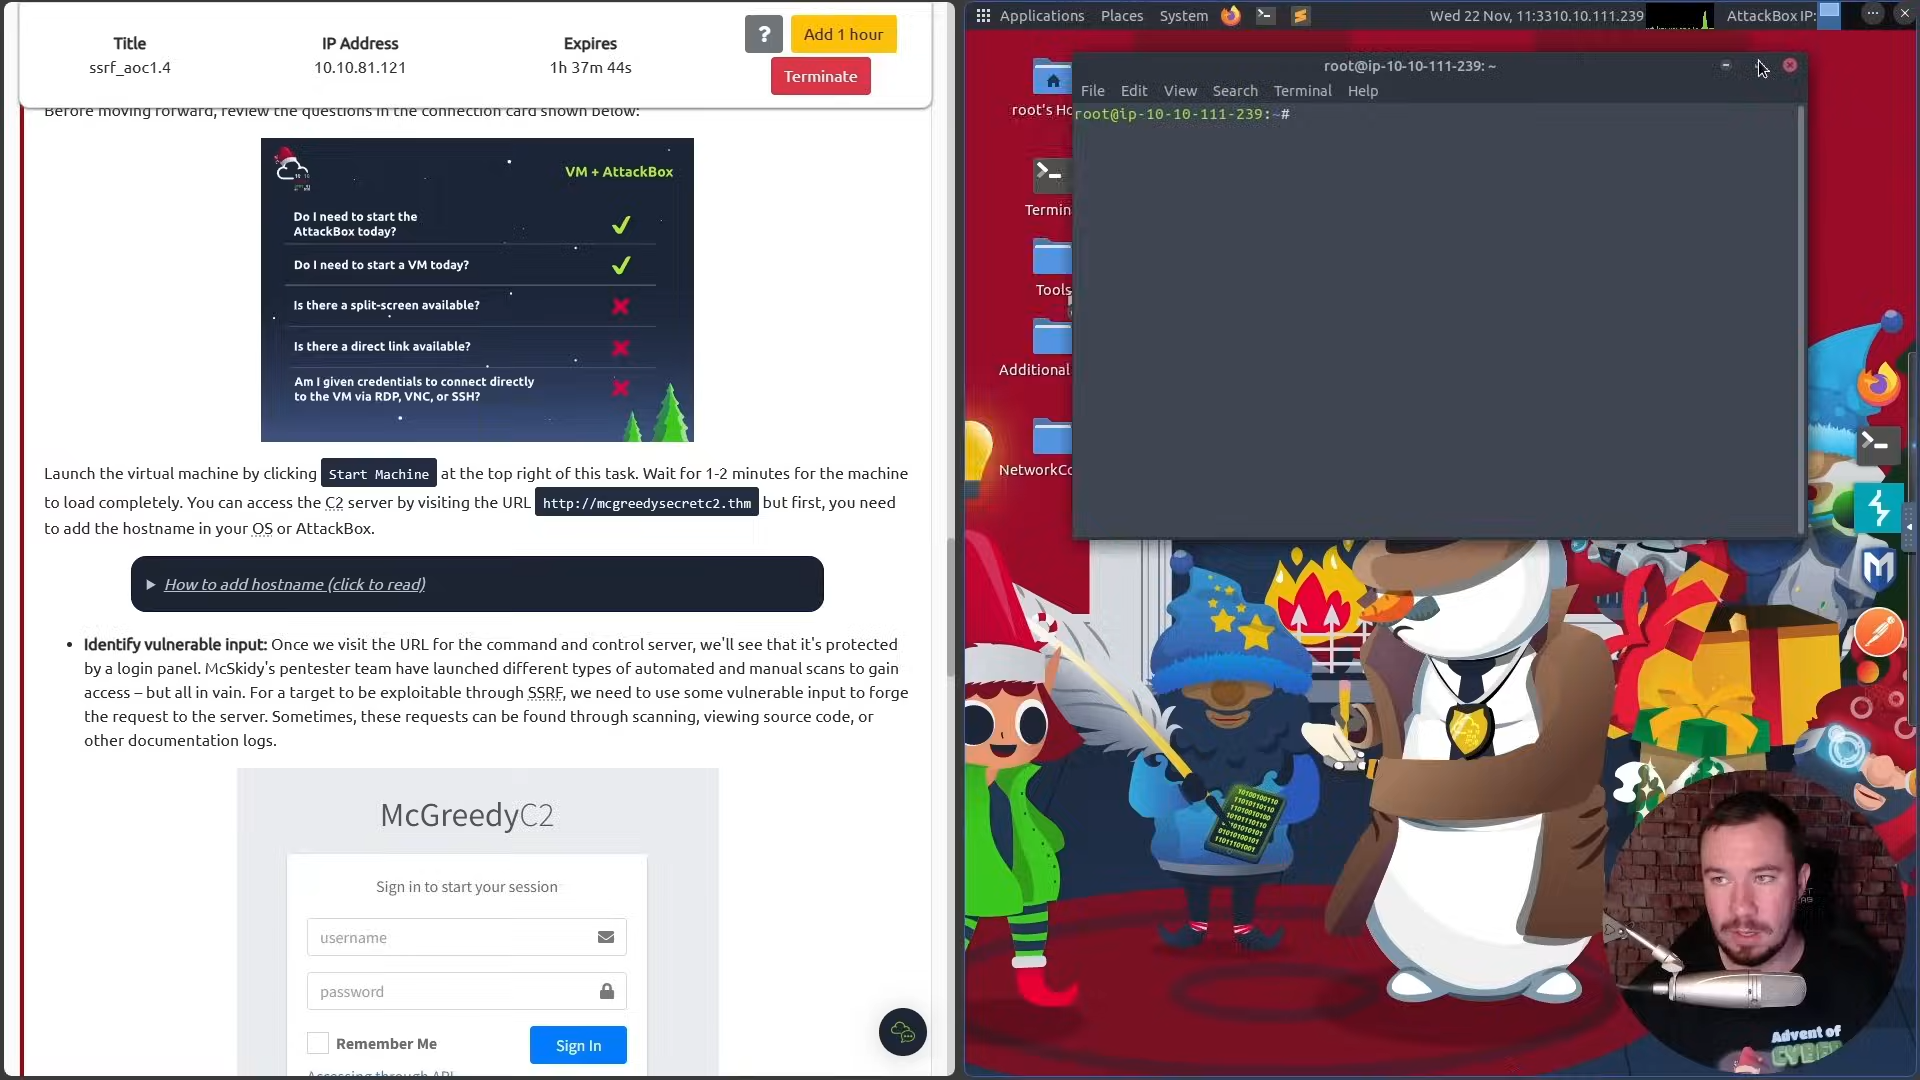 Title
ssrf_aoc1.4
IP Address
10.10.81.121
Expires
1h 37m 44s
?
Add 1 hour
Terminate
Before moving forward, review the questions in the connection card shown below:
VM + AttackBox
Do I need to start the
AttackBox today?
Do I need to start a VM today?
Is there a split-screen available?
Is there a direct link available?
Am I given credentials to connect directly
to the VM via RDP, VNC, or SSH?
Launch the virtual machine by clicking Start Machine at the top right of this task. Wait for 1-2 minutes for the machine
to load completely. You can access the C2 server by visiting the URL http://mcgreedysecretc2.thm but first, you need
to add the hostname in your OS or AttackBox.
How to add hostname (click to read)
Identify vulnerable input: Once we visit the URL for the command and control server, we'll see that it's protected
by a login panel. McSkidy's pentester team have launched different types of automated and manual scans to gain
access – but all in vain. For a target to be exploitable through SSRF, we need to use some vulnerable input to forge
the request to the server. Sometimes, these requests can be found through scanning, viewing source code, or
other documentation logs.
McGreedyC2
Sign in to start your session
username
password
Remember Me
Sign In
Accessing through API
Applications Places System
Wed 22 Nov, 11:33
10.10.111.239
AttackBox IP:
root's Ho
Termin
Tools
Additional
NetworkCo
root@ip-10-10-111-239: ~
File Edit View Search Terminal Help
root@ip-10-10-111-239:~#
10100100110
Advent of
CYBER